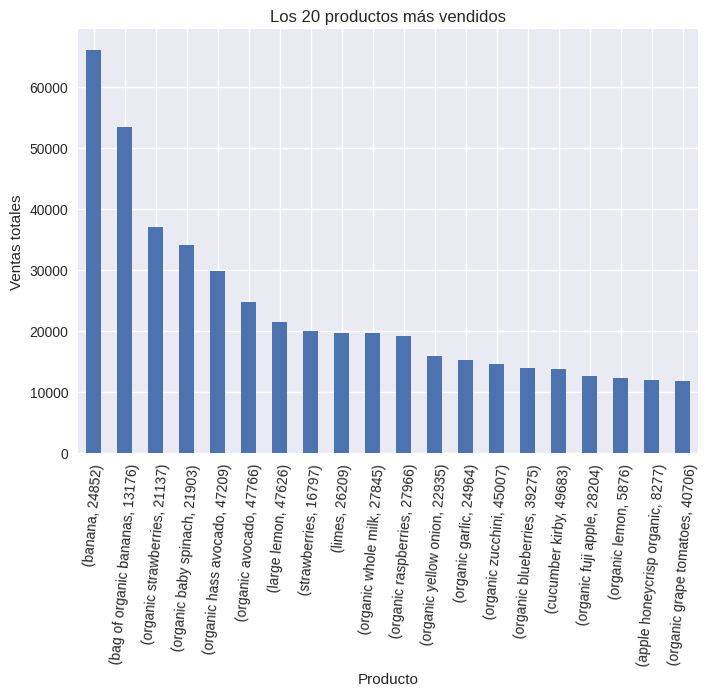 Los 20 productos más vendidos
Ventas totales
60000
50000
40000
30000
20000
10000
0
(banana, 24852)
(bag of organic bananas, 13176)
(organic strawberries, 21137)
(organic baby spinach, 21903)
(organic hass avocado, 47209)
(organic avocado, 47766)
(large lemon, 47626)
(strawberries, 16797)
(limes, 26209)
(organic whole milk, 27845)
(organic raspberries, 27966)
(organic yellow onion, 22935)
(organic garlic, 24964)
(organic zucchini, 45007)
(organic blueberries, 39275)
(cucumber kirby, 49683)
(organic fuji apple, 28204)
(organic lemon, 5876)
(apple honeycrisp organic, 8277)
(organic grape tomatoes, 40706)
Producto